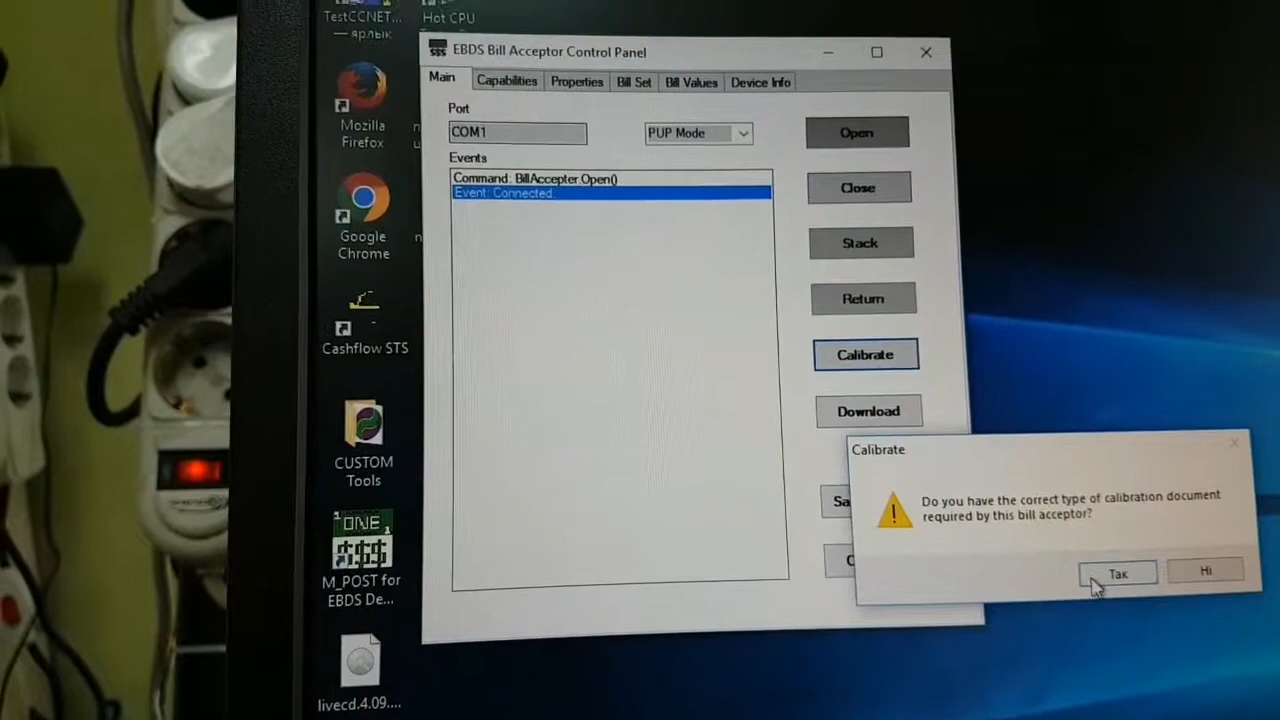 TestCCNET...
— ярлык
Hot CPU
Mozilla
Firefox
Google
Chrome
Cashflow STS
CUSTOM
Tools
ONE
$$$
M_POST for
EBDS De...
livecd.4.09....
EBDS Bill Acceptor Control Panel
Main
Capabilities
Properties
Bill Set
Bill Values
Device Info
Port
COM1
PUP Mode
Open
Events
Command: BillAccepter.Open()
Event: Connected.
Close
Stack
Return
Calibrate
Download
Sa
Calibrate
Do you have the correct type of calibration document
required by this bill acceptor?
Так
Ні